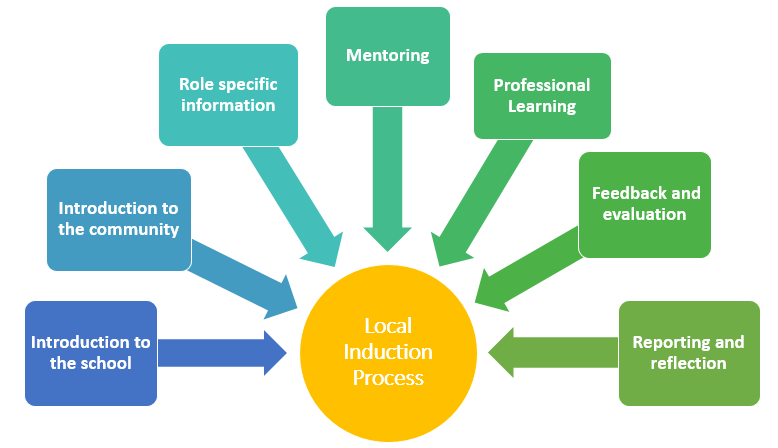 Mentoring
Role specific
information
Professional
Learning
Introduction to
the community
Feedback and
evaluation
Introduction to
the school
Local
Induction
Process
Reporting and
reflection